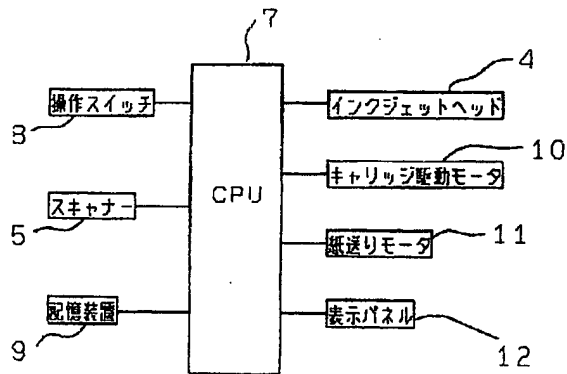 7
4
操作スイッチ
インクジェットヘッド
8
10
キャリッジ駆動モータ
CPU
スキャナー
5
11
紙送りモータ
記憶装置
表示パネル
9
12